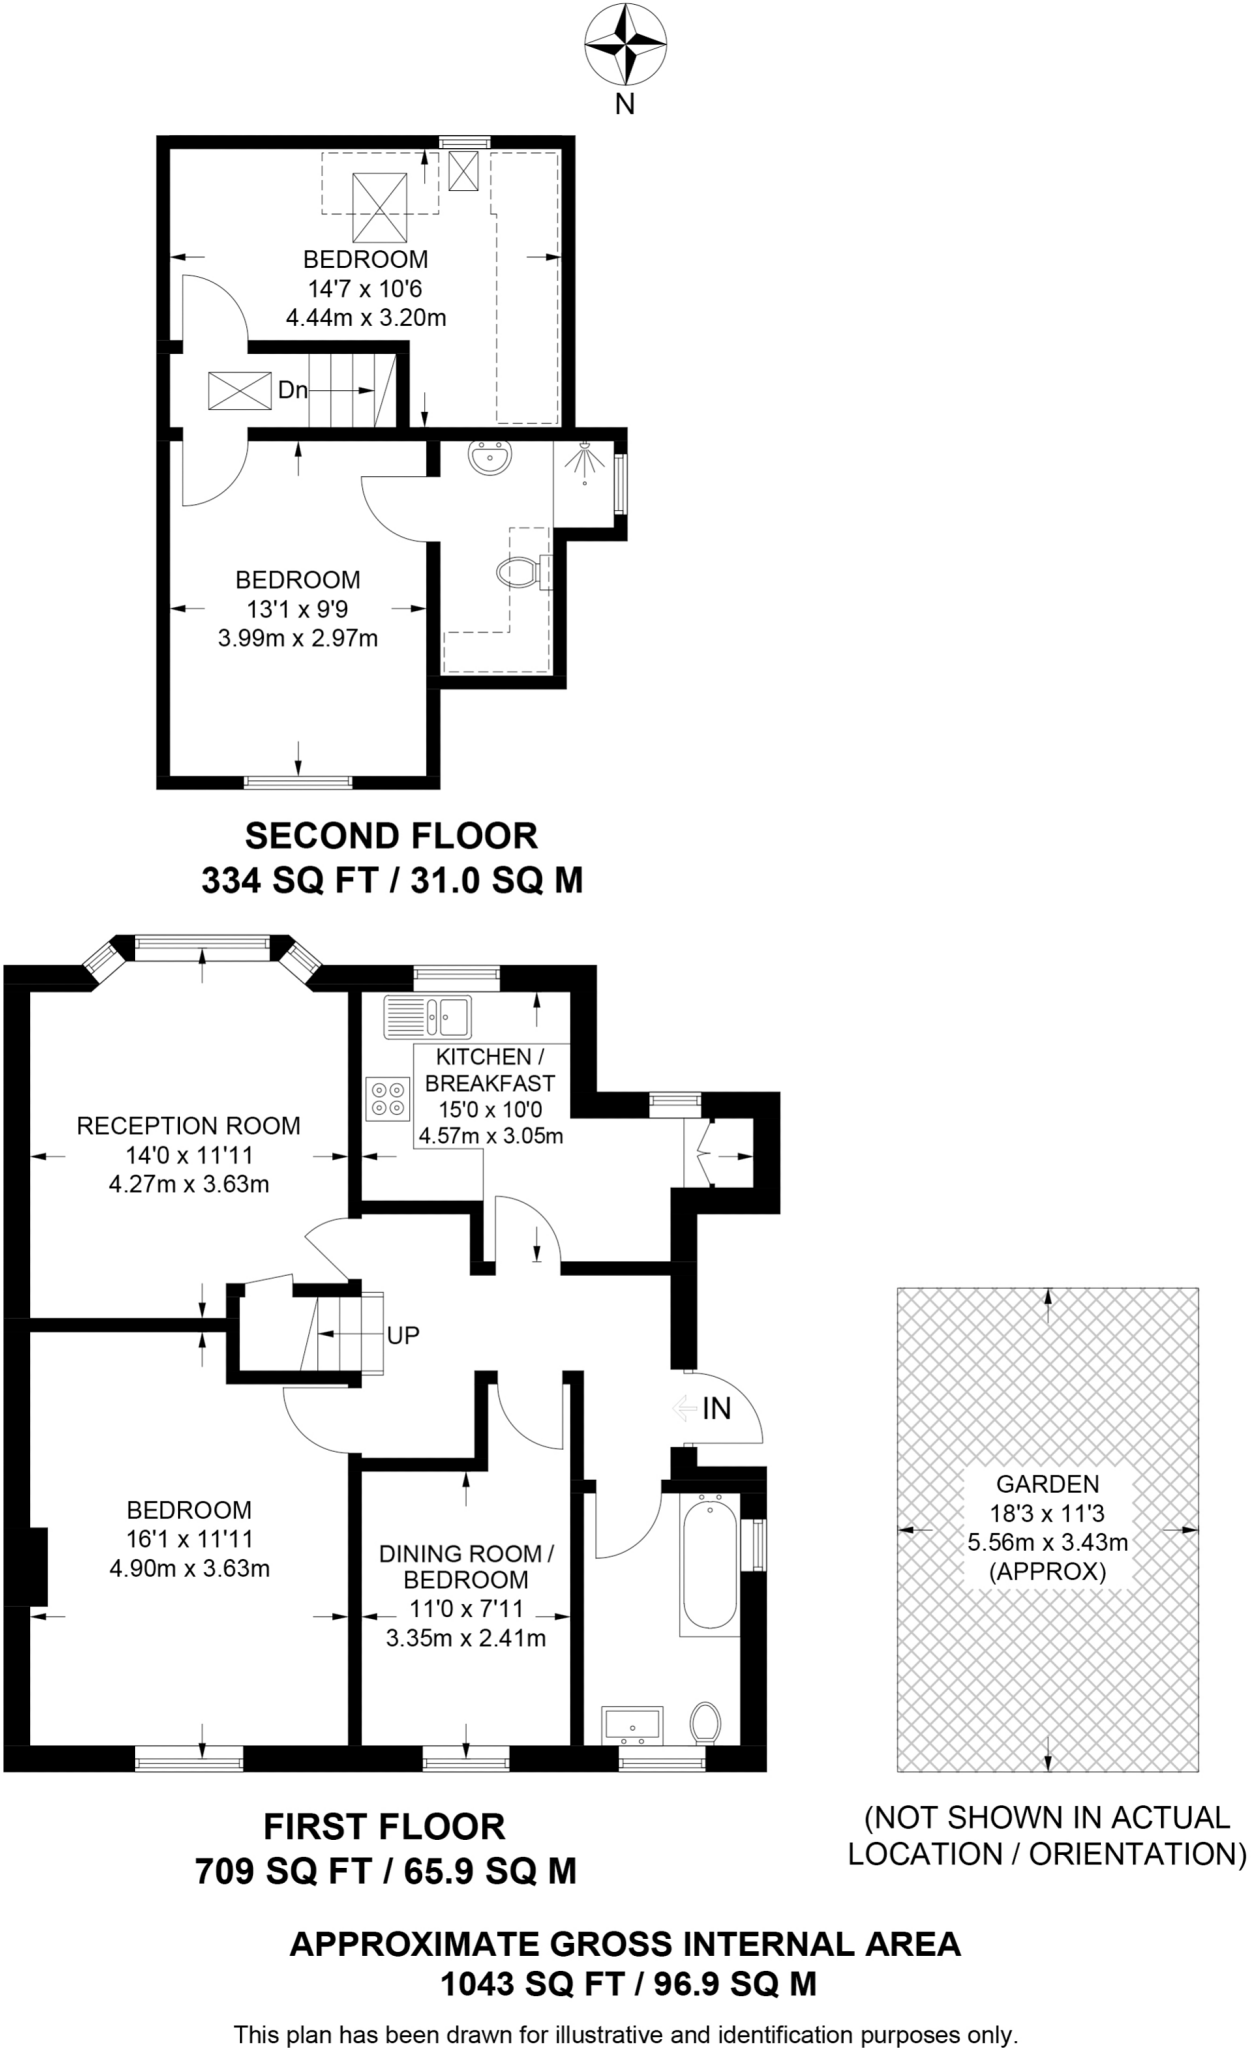 N
BEDROOM
14'7 x 10'6
4.44m x 3.20m
Dn
BEDROOM
13'1 x 9'9
3.99m x 2.97m
SECOND FLOOR
334 SQ FT / 31.0 SQ M
KITCHEN /
BREAKFAST
15'0 x 10'0
4.57m x 3.05m
RECEPTION ROOM
14'0 x 11'11
4.27m x 3.63m
UP
IN
BEDROOM
16'1 x 11'11
4.90m x 3.63m
DINING ROOM /
BEDROOM
11'0 x 7'11
3.35m x 2.41m
GARDEN
18'3 x 11'3
5.56m x 3.43m
(APPROX)
(NOT SHOWN IN ACTUAL
LOCATION / ORIENTATION)
FIRST FLOOR
709 SQ FT / 65.9 SQ M
APPROXIMATE GROSS INTERNAL AREA
1043 SQ FT / 96.9 SQ M
This plan has been drawn for illustrative and identification purposes only.